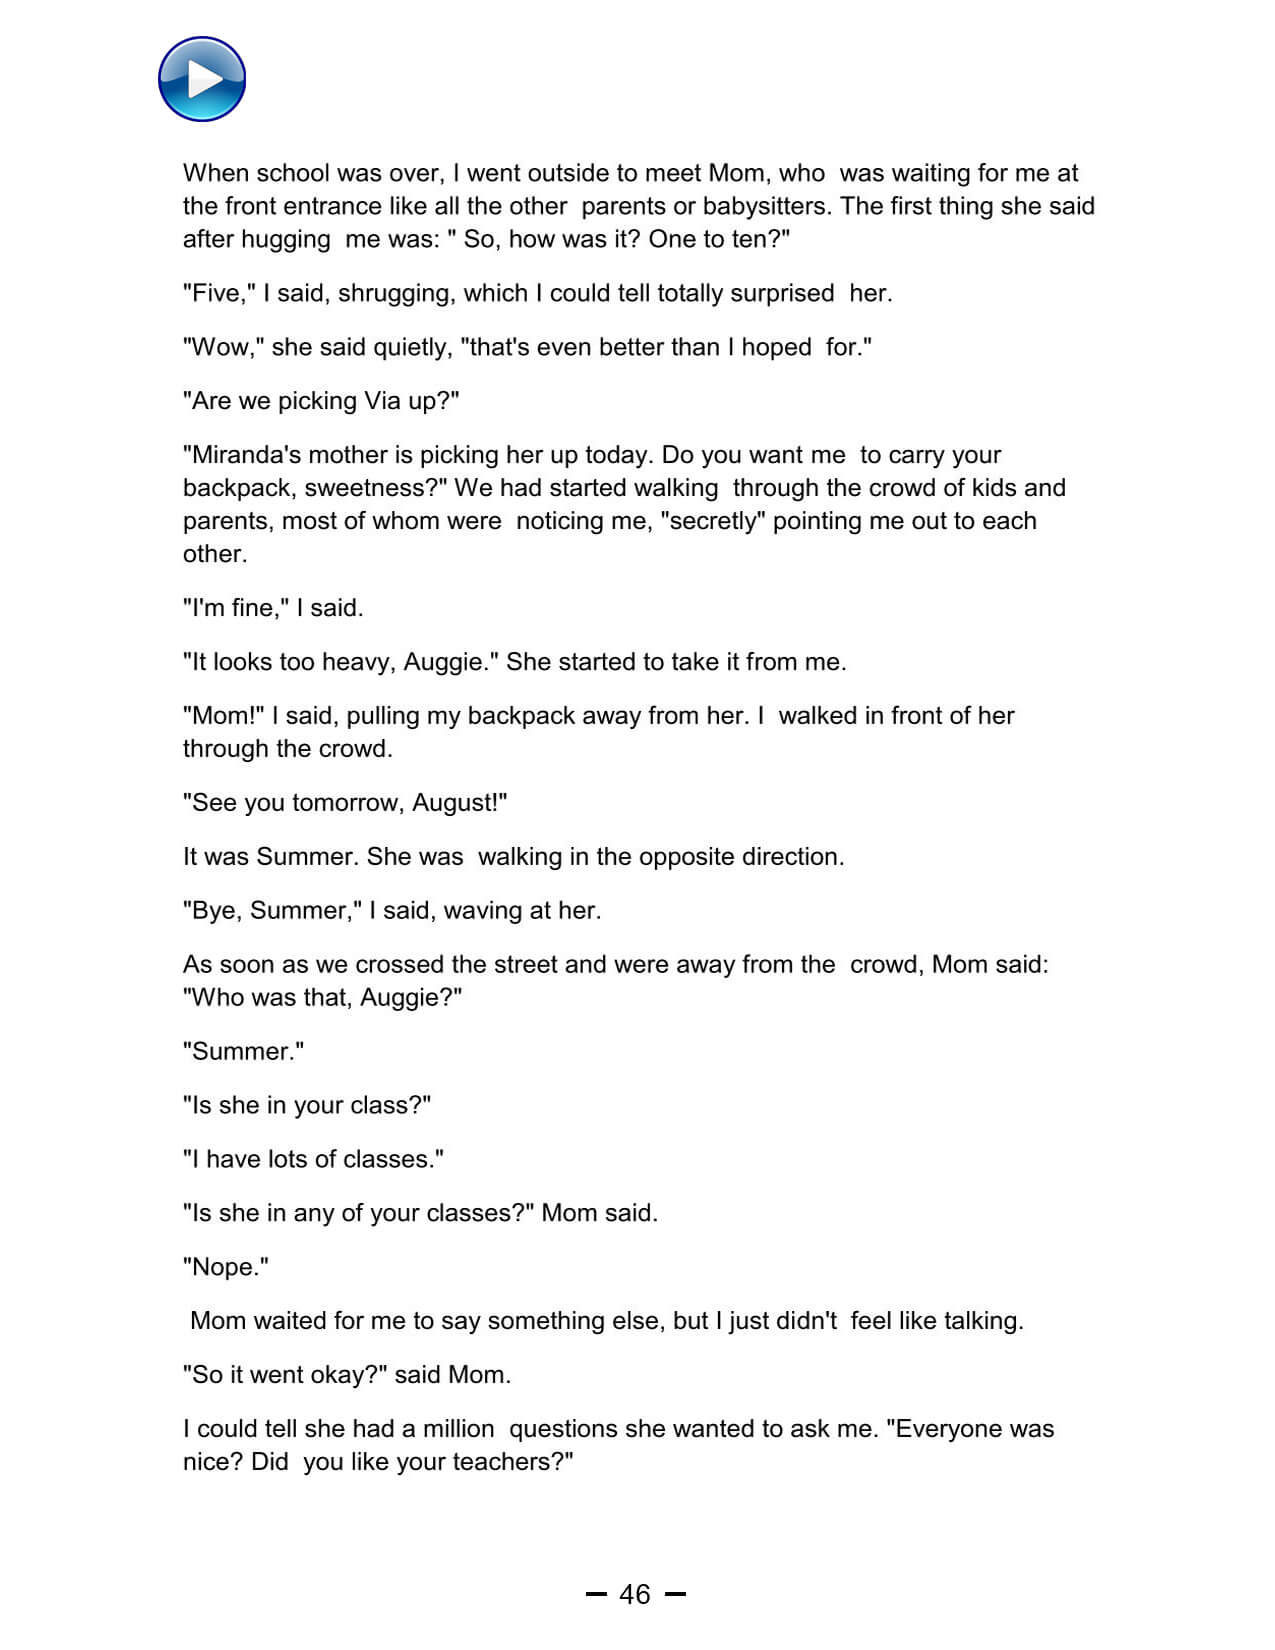 When school was over, I went outside to meet Mom, who  was waiting for me at
the front entrance like all the other  parents or babysitters. The first thing she said
after hugging  me was: " So, how was it? One to ten?"
"Five," I said, shrugging, which I could tell totally surprised  her.
"Wow," she said quietly, "that's even better than I hoped  for."
"Are we picking Via up?"
"Miranda's mother is picking her up today. Do you want me  to carry your
backpack, sweetness?" We had started walking  through the crowd of kids and
parents, most of whom were  noticing me, "secretly" pointing me out to each
other.
"I'm fine," I said.
"It looks too heavy, Auggie." She started to take it from me.
"Mom!" I said, pulling my backpack away from her. I  walked in front of her
through the crowd.
"See you tomorrow, August!"
It was Summer. She was  walking in the opposite direction.
"Bye, Summer," I said, waving at her.
As soon as we crossed the street and were away from the  crowd, Mom said:
"Who was that, Auggie?"
"Summer."
"Is she in your class?"
"I have lots of classes."
"Is she in any of your classes?" Mom said.
"Nope."
Mom waited for me to say something else, but I just didn't  feel like talking.
"So it went okay?" said Mom.
I could tell she had a million  questions she wanted to ask me. "Everyone was
nice? Did  you like your teachers?"
— 46 —